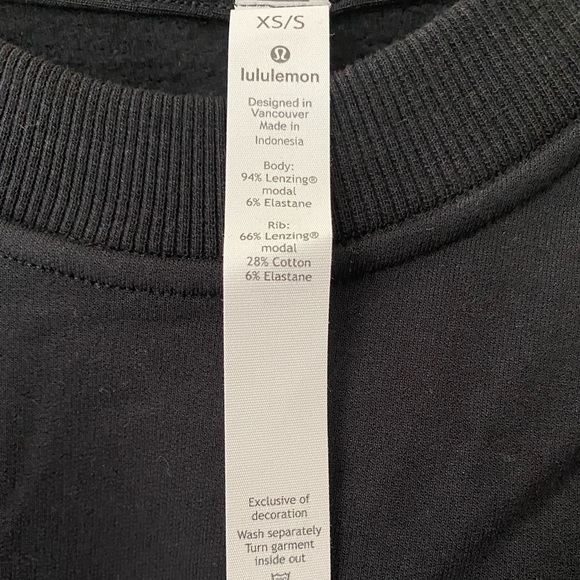 XS/S
lululemon
Designed in
Vancouver
Made in
Indonesia
Body:
94% Lenzing®
modal
6% Elastane
Rib:
66% Lenzing®
modal
28% Cotton
6% Elastane
Exclusive of
decoration
Wash separately
Turn garment
inside out